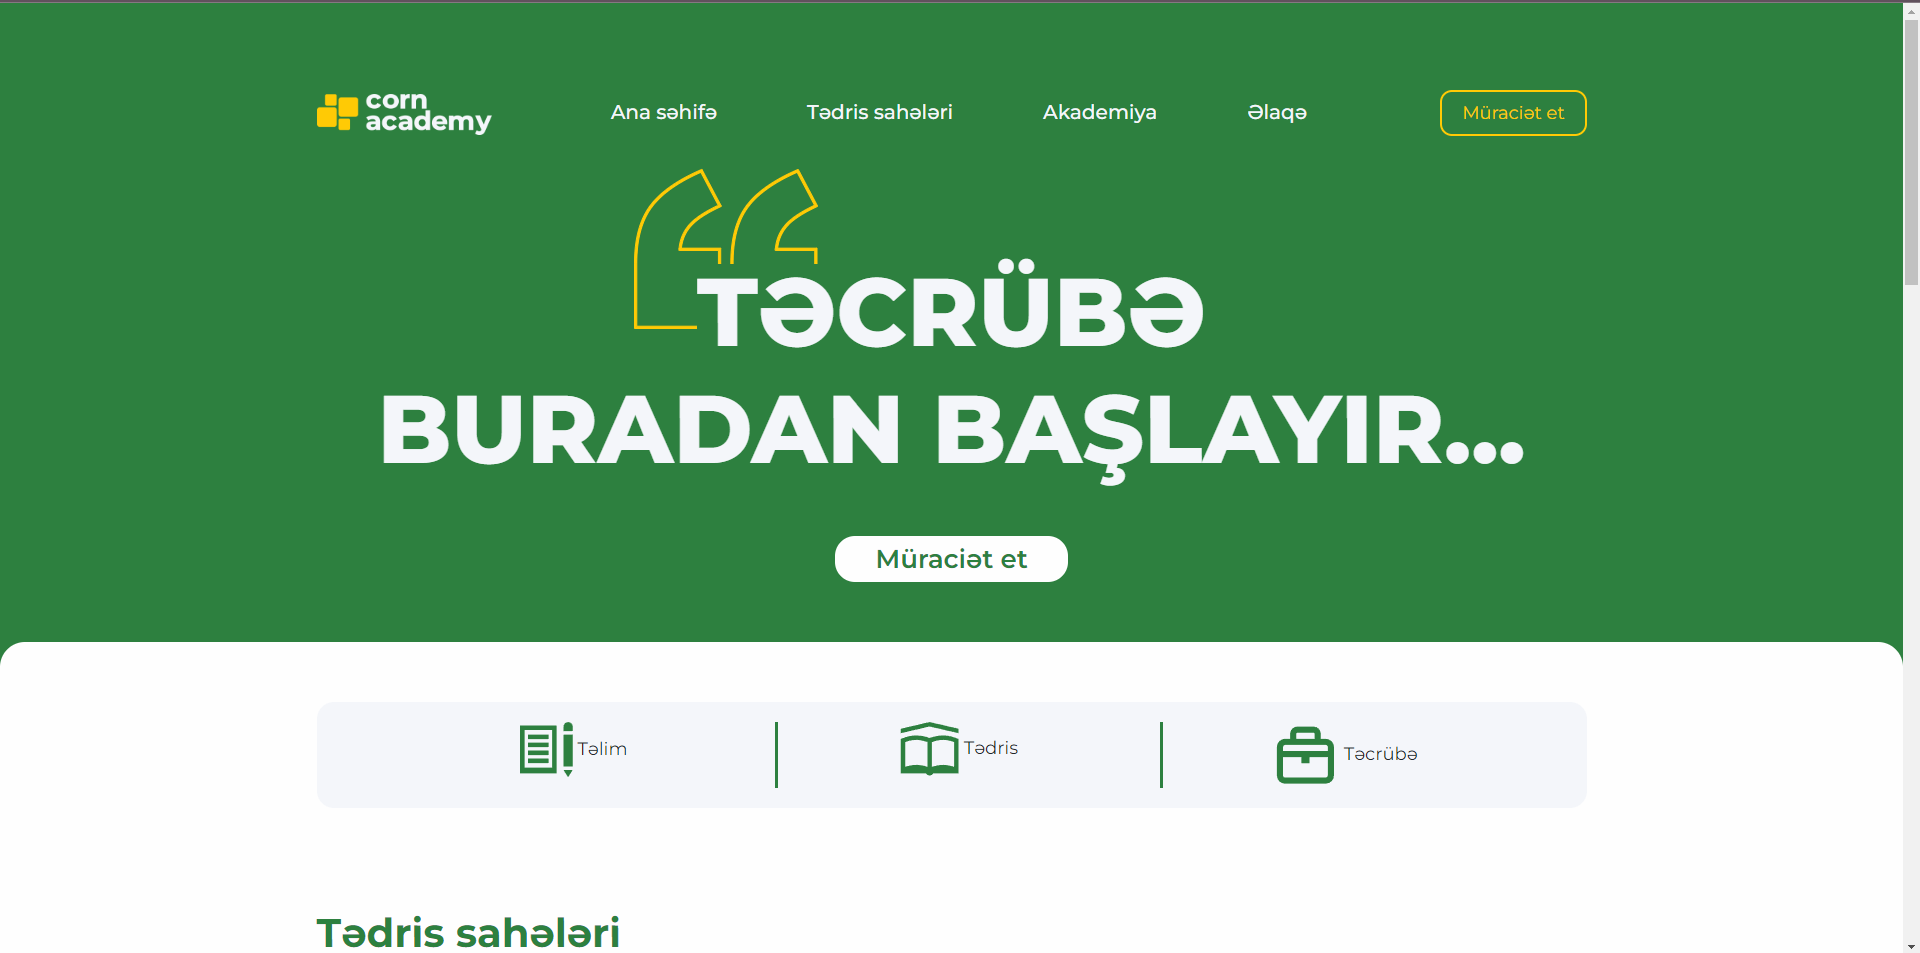 corn
academy
Ana səhifə
Tədris sahələri
Akademiya
Əlaqə
Müraciət et
TƏCRÜBƏ
BURADAN BAŞLAYIR...
Müraciət et
Təlim
Tədris
Təcrübə
Tədris sahələri